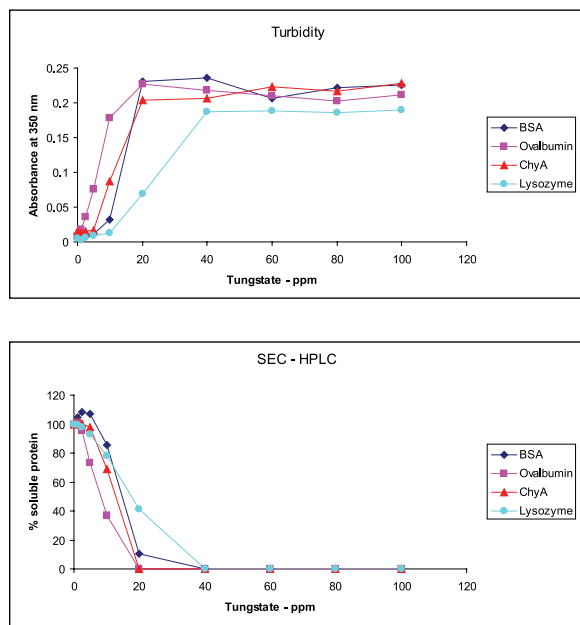 Turbidity
Absorbance at 350 nm
0,25
0,2
0,15
0,1
0,05
0
0 20 40 60 80 100 120
Tungstate - ppm
BSA
Ovalbumin
ChyA
Lysozyme
SEC - HPLC
% soluble protein
120
100
80
60
40
20
0
0 20 40 60 80 100 120
Tungstate - ppm
BSA
Ovalbumin
ChyA
Lysozyme